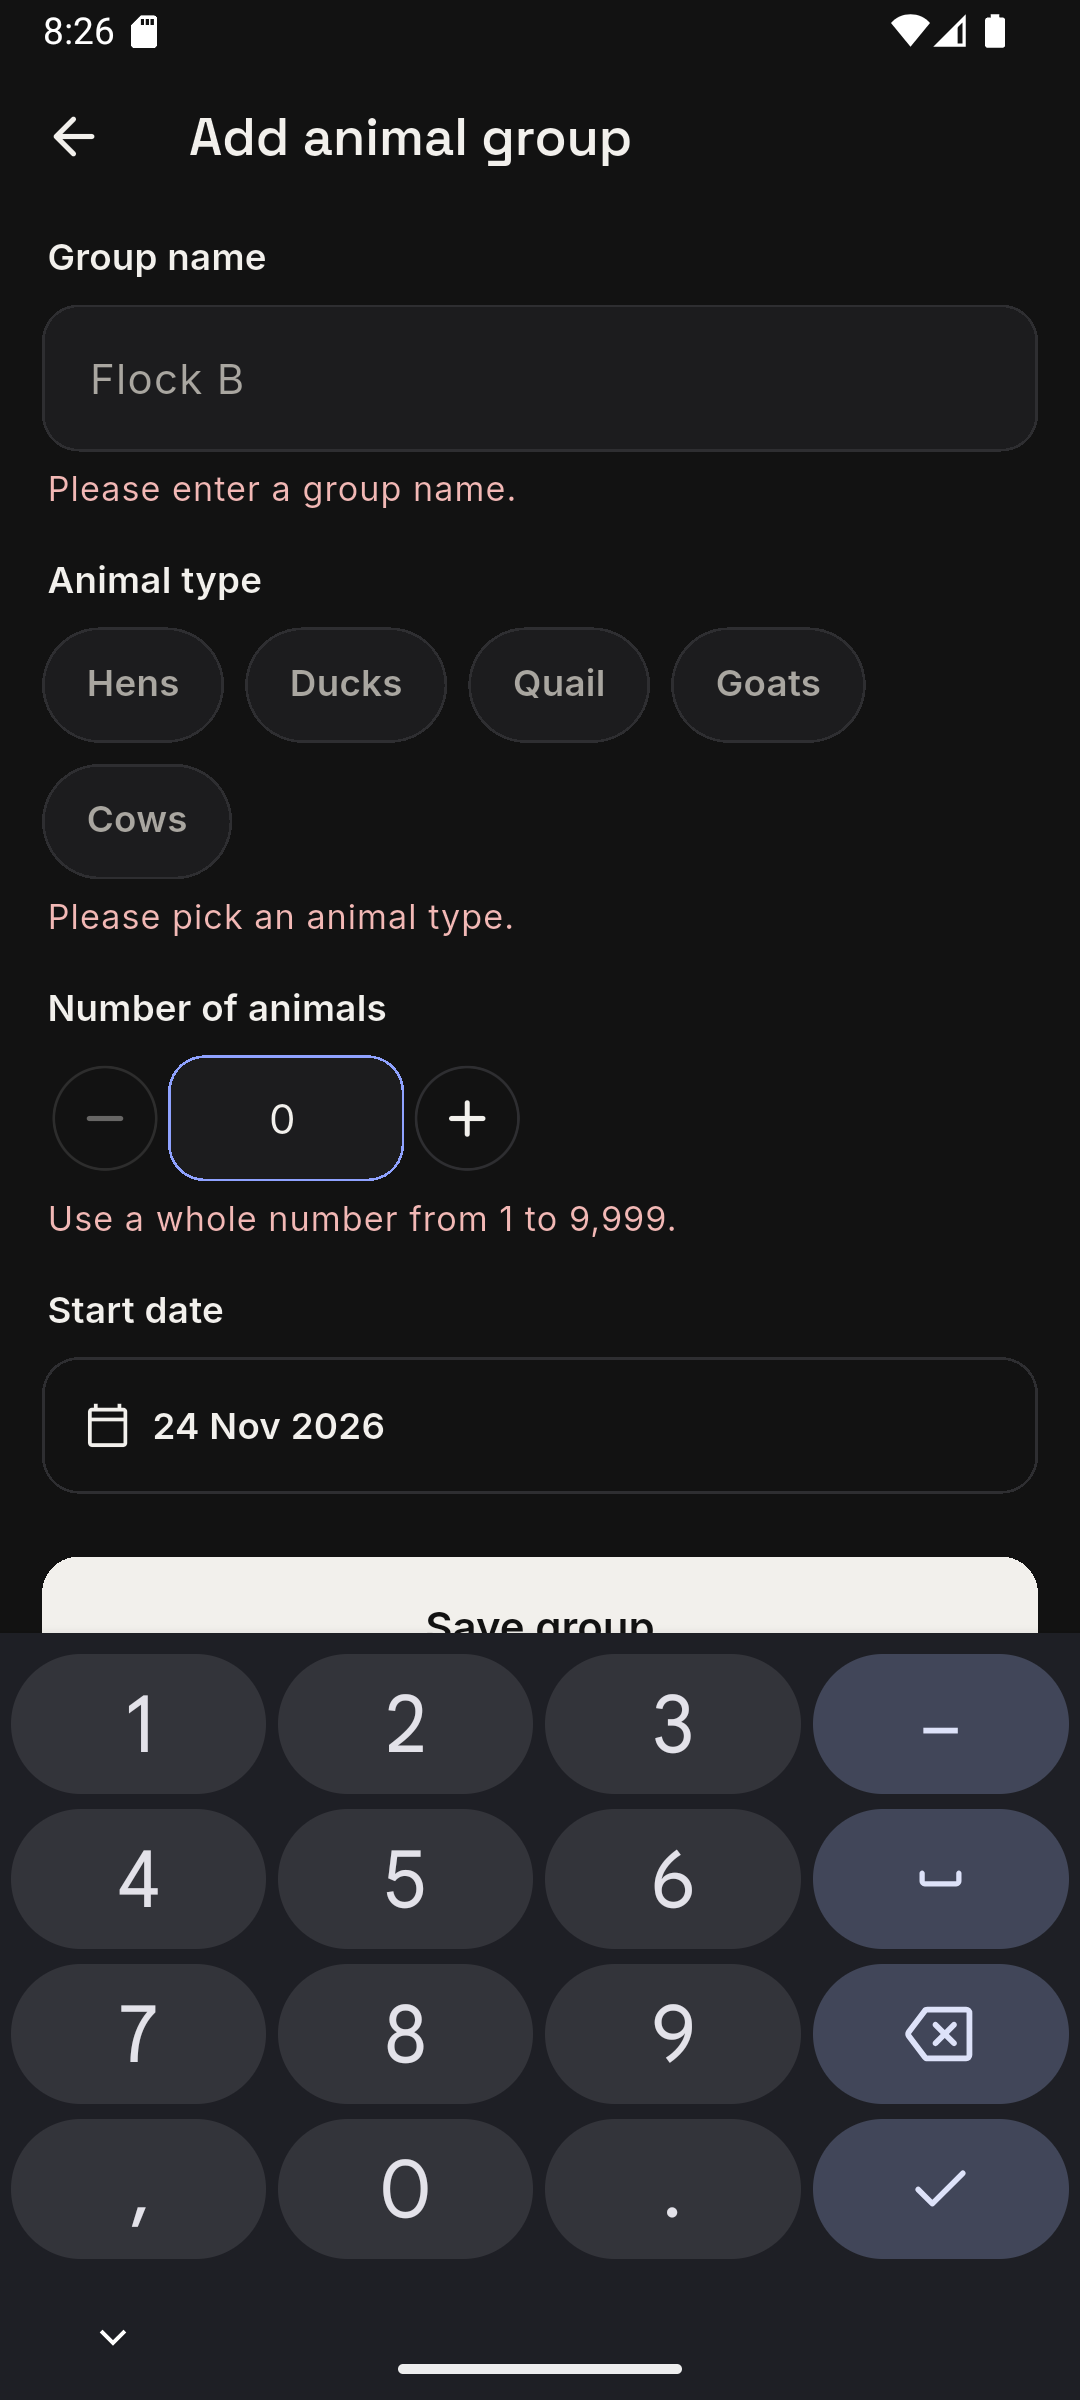 8:26
Add animal group
Group name
Flock B
Please enter a group name.
Animal type
Hens Ducks Quail Goats
Cows
Please pick an animal type.
Number of animals
0
Use a whole number from 1 to 9,999.
Start date
24 Nov 2026
Save group
1 2 3 –
4 5 6
7 8 9
, 0 .